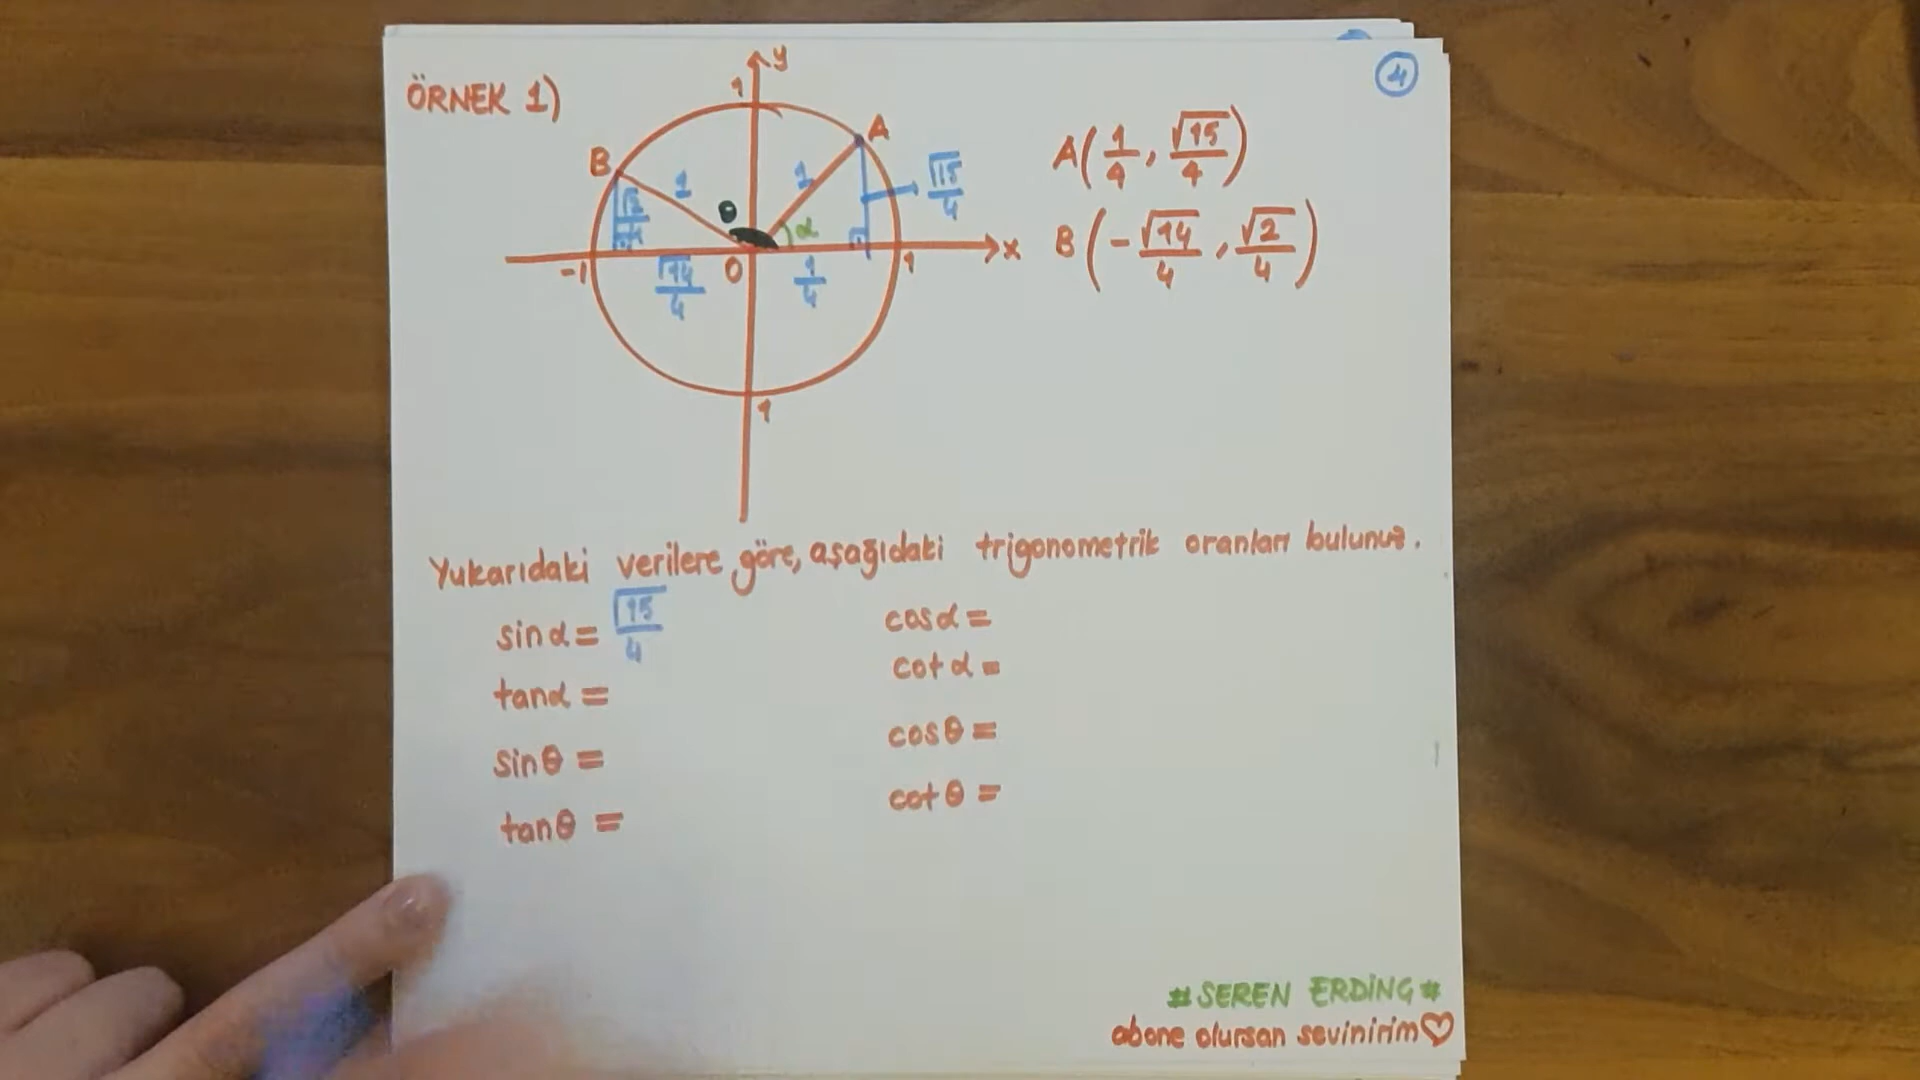 4
ÖRNEK 1)
y
1
A
B
1
1
√15/4
A(1/4, √15/4)
α
x
B(-√14/4, √2/4)
-1
√14/4
0
1/4
1
1
Yukarıdaki verilere göre, aşağıdaki trigonometrik oranları bulunuz.
sinα = √15/4
cosα =
tanα =
cotα =
sinθ =
cosθ =
tanθ =
cotθ =
#SEREN ERDİNG#
abone olursan sevinirim♡